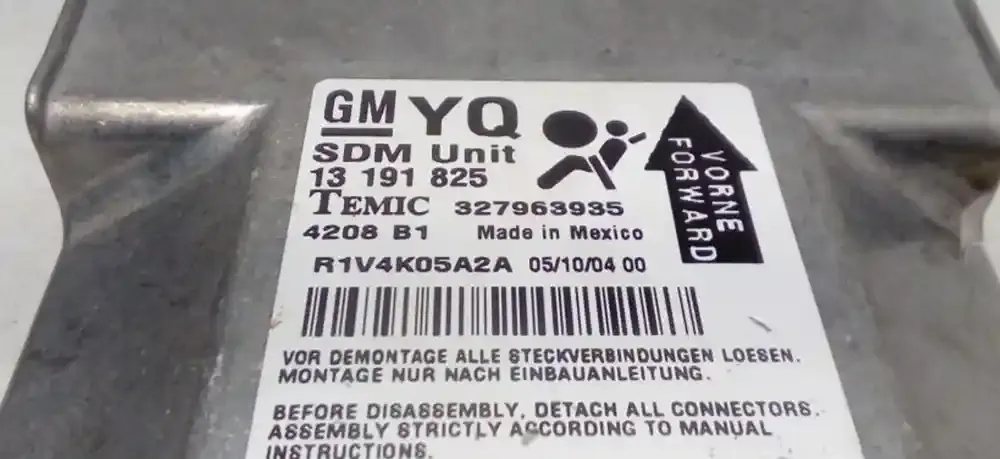 GM YQ
SDM Unit
13 191 825
TEMIC 327963935
4208 B1 Made in Mexico
R1V4K05A2A 05/10/04 00
VORNE
FORWARD
VOR DEMONTAGE ALLE STECKVERBINDUNGEN LOESEN.
MONTAGE NUR NACH EINBAUANLEITUNG.
BEFORE DISASSEMBLY, DETACH ALL CONNECTORS.
ASSEMBLY STRICTLY ACCORDING TO MANUAL
INSTRUCTIONS.